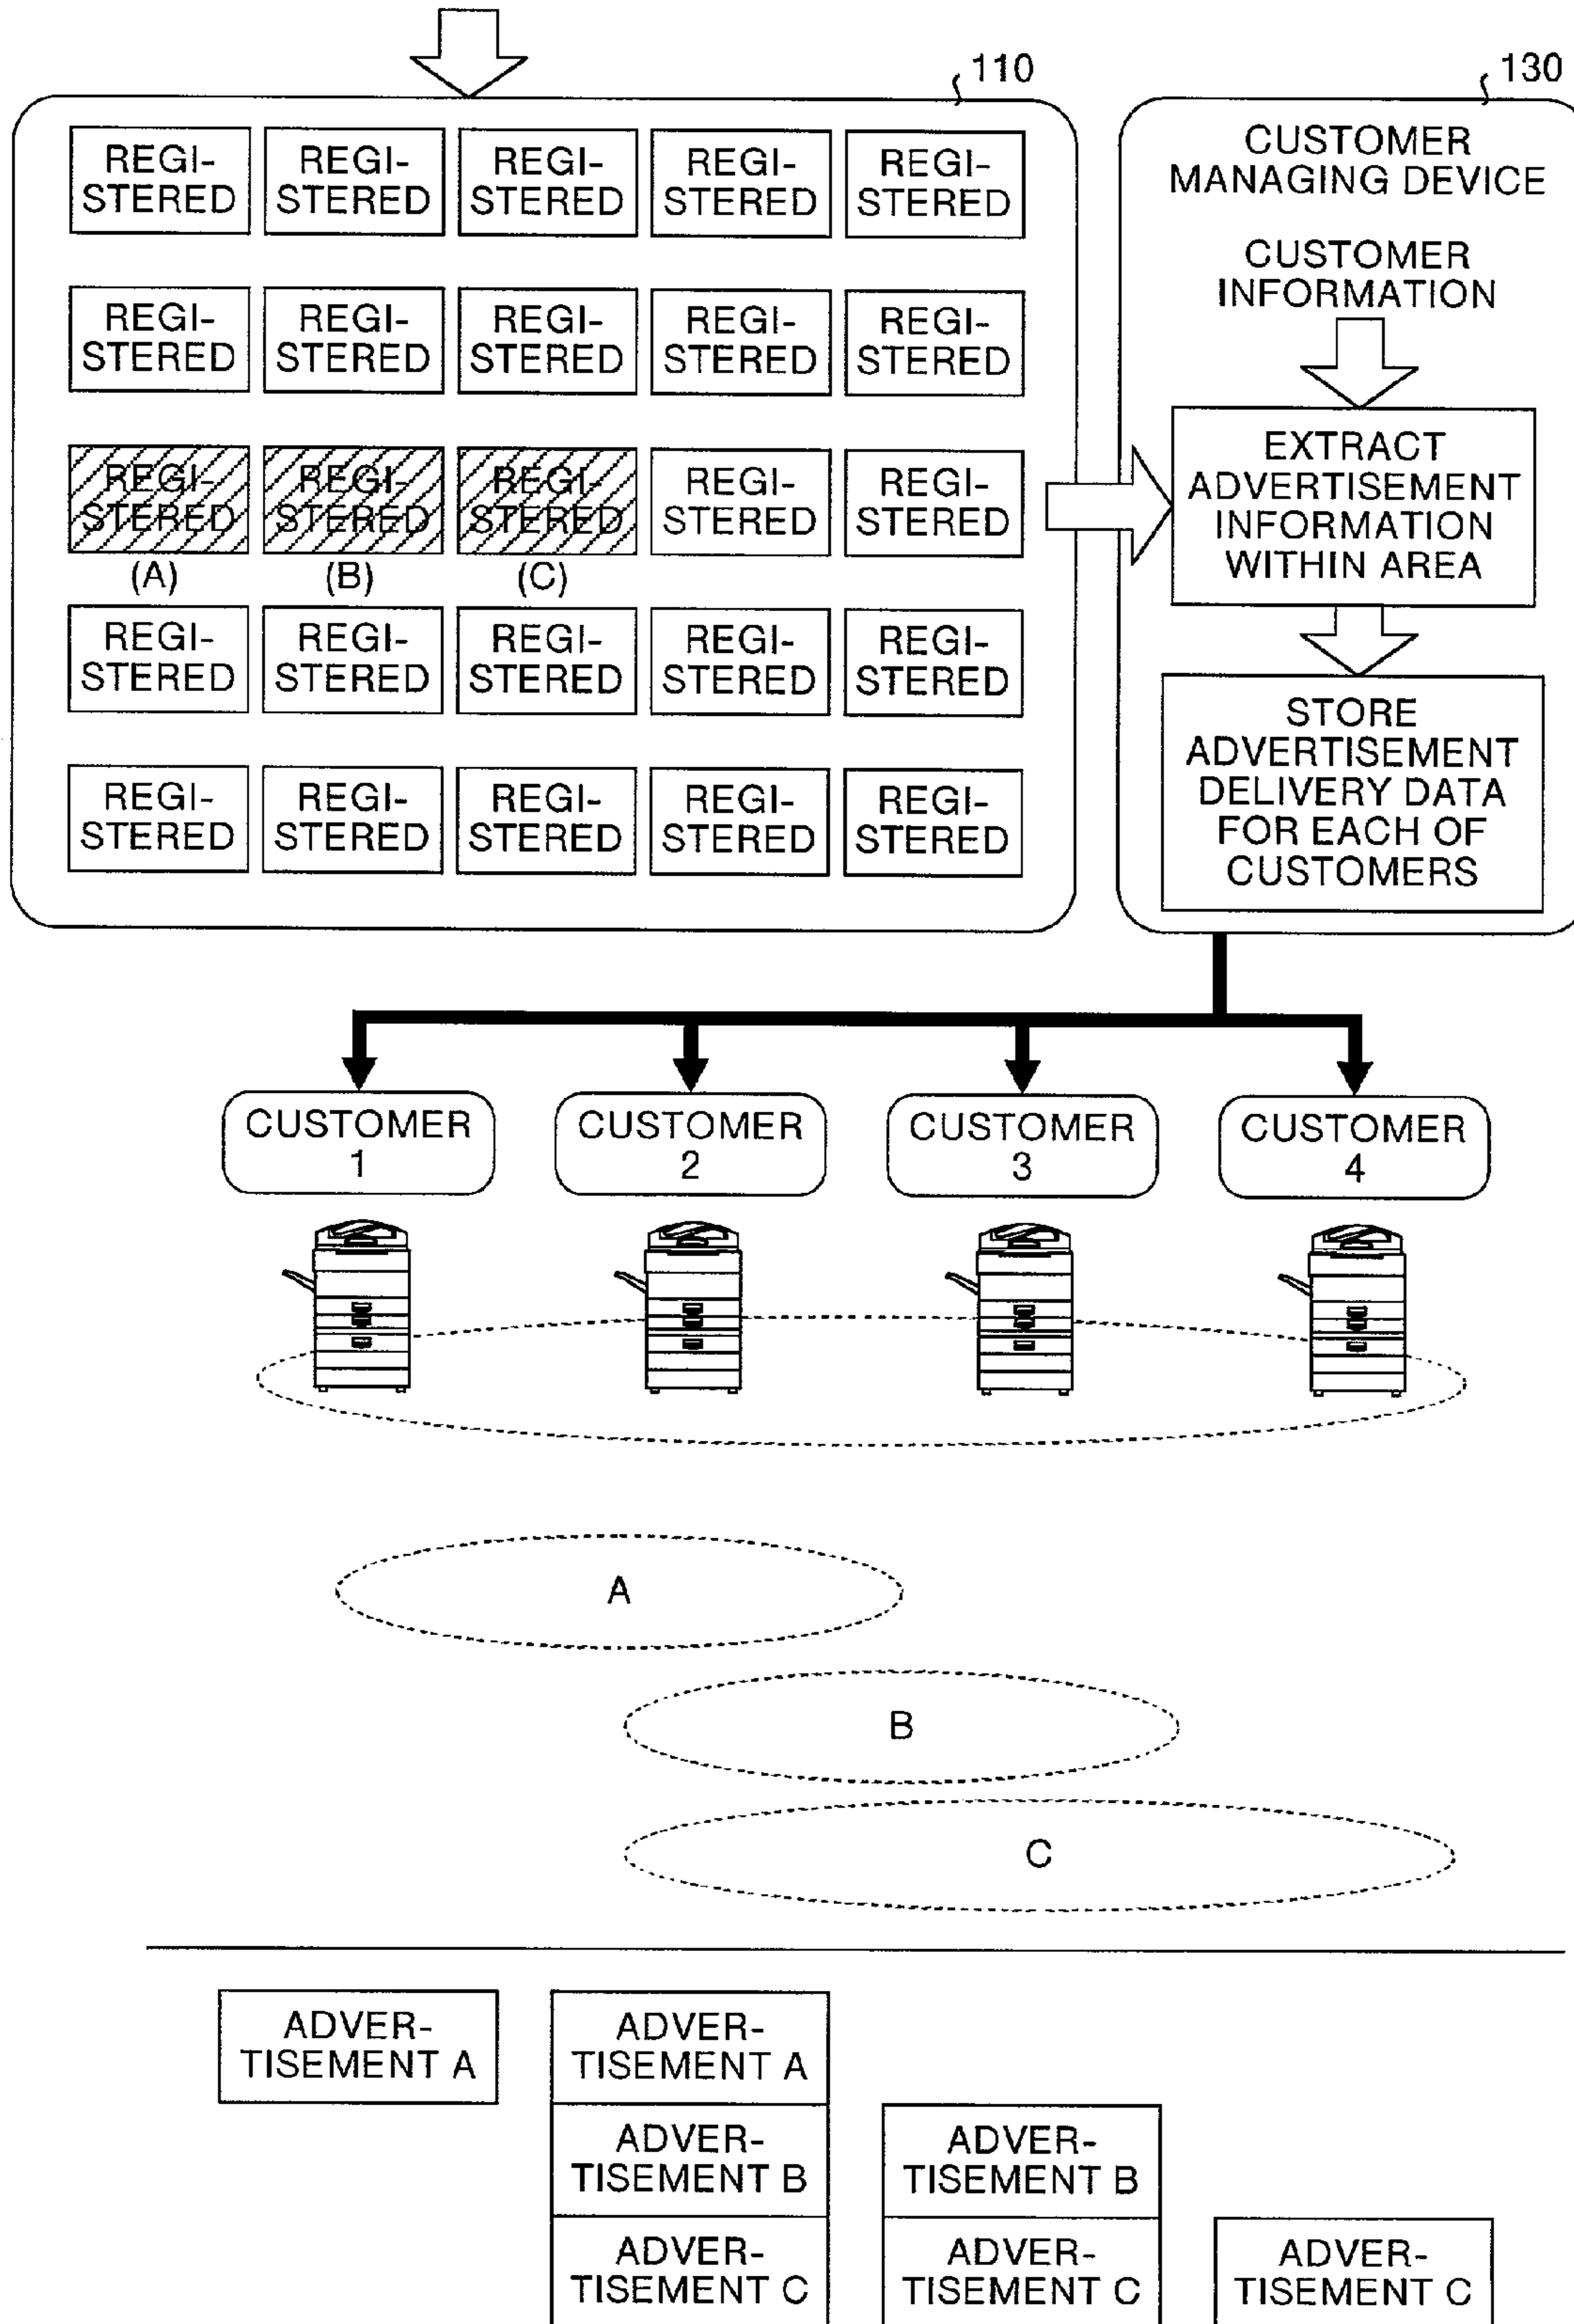 110
130
REGI- REGI- REGI- REGI- REGI-
STERED STERED STERED STERED STERED
REGI- REGI- REGI- REGI- REGI-
STERED STERED STERED STERED STERED
REGI- REGI- REGI- REGI- REGI-
STERED STERED STERED STERED STERED
(A) (B) (C)
REGI- REGI- REGI- REGI- REGI-
STERED STERED STERED STERED STERED
REGI- REGI- REGI- REGI- REGI-
STERED STERED STERED STERED STERED
CUSTOMER
MANAGING DEVICE
CUSTOMER
INFORMATION
EXTRACT
ADVERTISEMENT
INFORMATION
WITHIN AREA
STORE
ADVERTISEMENT
DELIVERY DATA
FOR EACH OF
CUSTOMERS
CUSTOMER
1
CUSTOMER
2
CUSTOMER
3
CUSTOMER
4
A
B
C
ADVER-
TISEMENT A
ADVER-
TISEMENT A
ADVER-
TISEMENT B
ADVER-
TISEMENT C
ADVER-
TISEMENT B
ADVER-
TISEMENT C
ADVER-
TISEMENT C